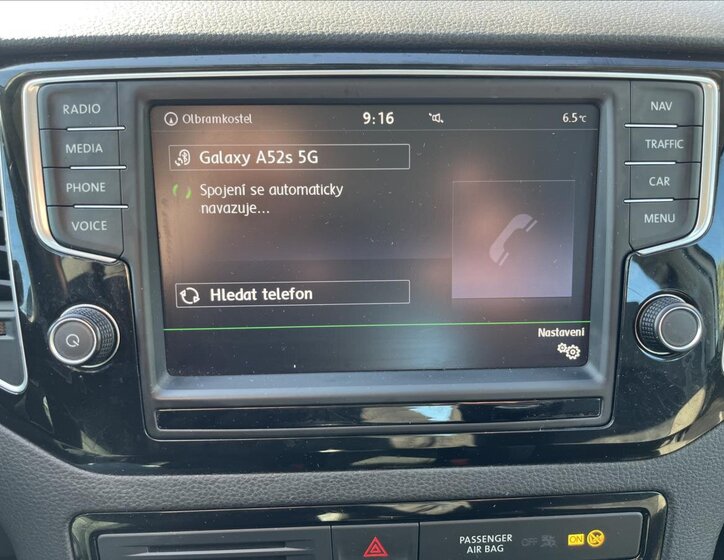 RADIO
MEDIA
PHONE
VOICE
Olbramkostel 9:16 6.5°C
Galaxy A52s 5G
Spojení se automaticky
navazuje...
Hledat telefon
Nastavení
NAV
TRAFFIC
CAR
MENU
PASSENGER
AIR BAG
OFF
ON